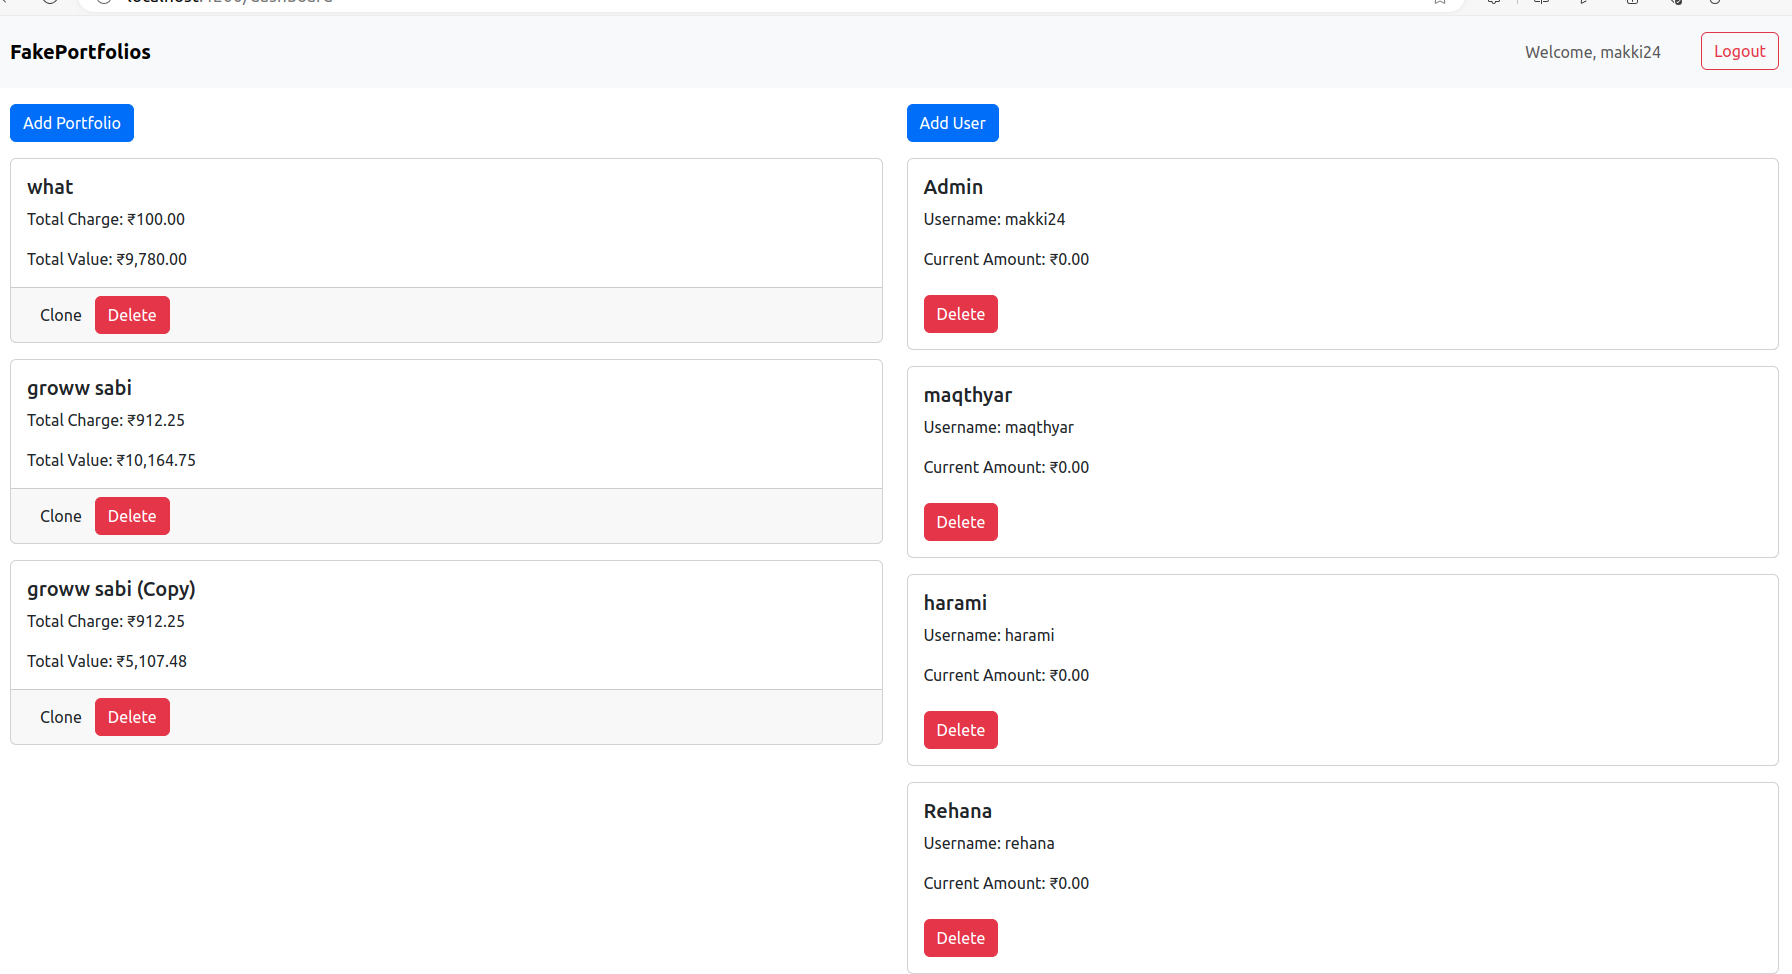 FakePortfolios
Welcome, makki24
Logout
Add Portfolio
what
Total Charge: ₹100.00
Total Value: ₹9,780.00
Clone
Delete
groww sabi
Total Charge: ₹912.25
Total Value: ₹10,164.75
Clone
Delete
groww sabi (Copy)
Total Charge: ₹912.25
Total Value: ₹5,107.48
Clone
Delete
Add User
Admin
Username: makki24
Current Amount: ₹0.00
Delete
maqthyar
Username: maqthyar
Current Amount: ₹0.00
Delete
harami
Username: harami
Current Amount: ₹0.00
Delete
Rehana
Username: rehana
Current Amount: ₹0.00
Delete